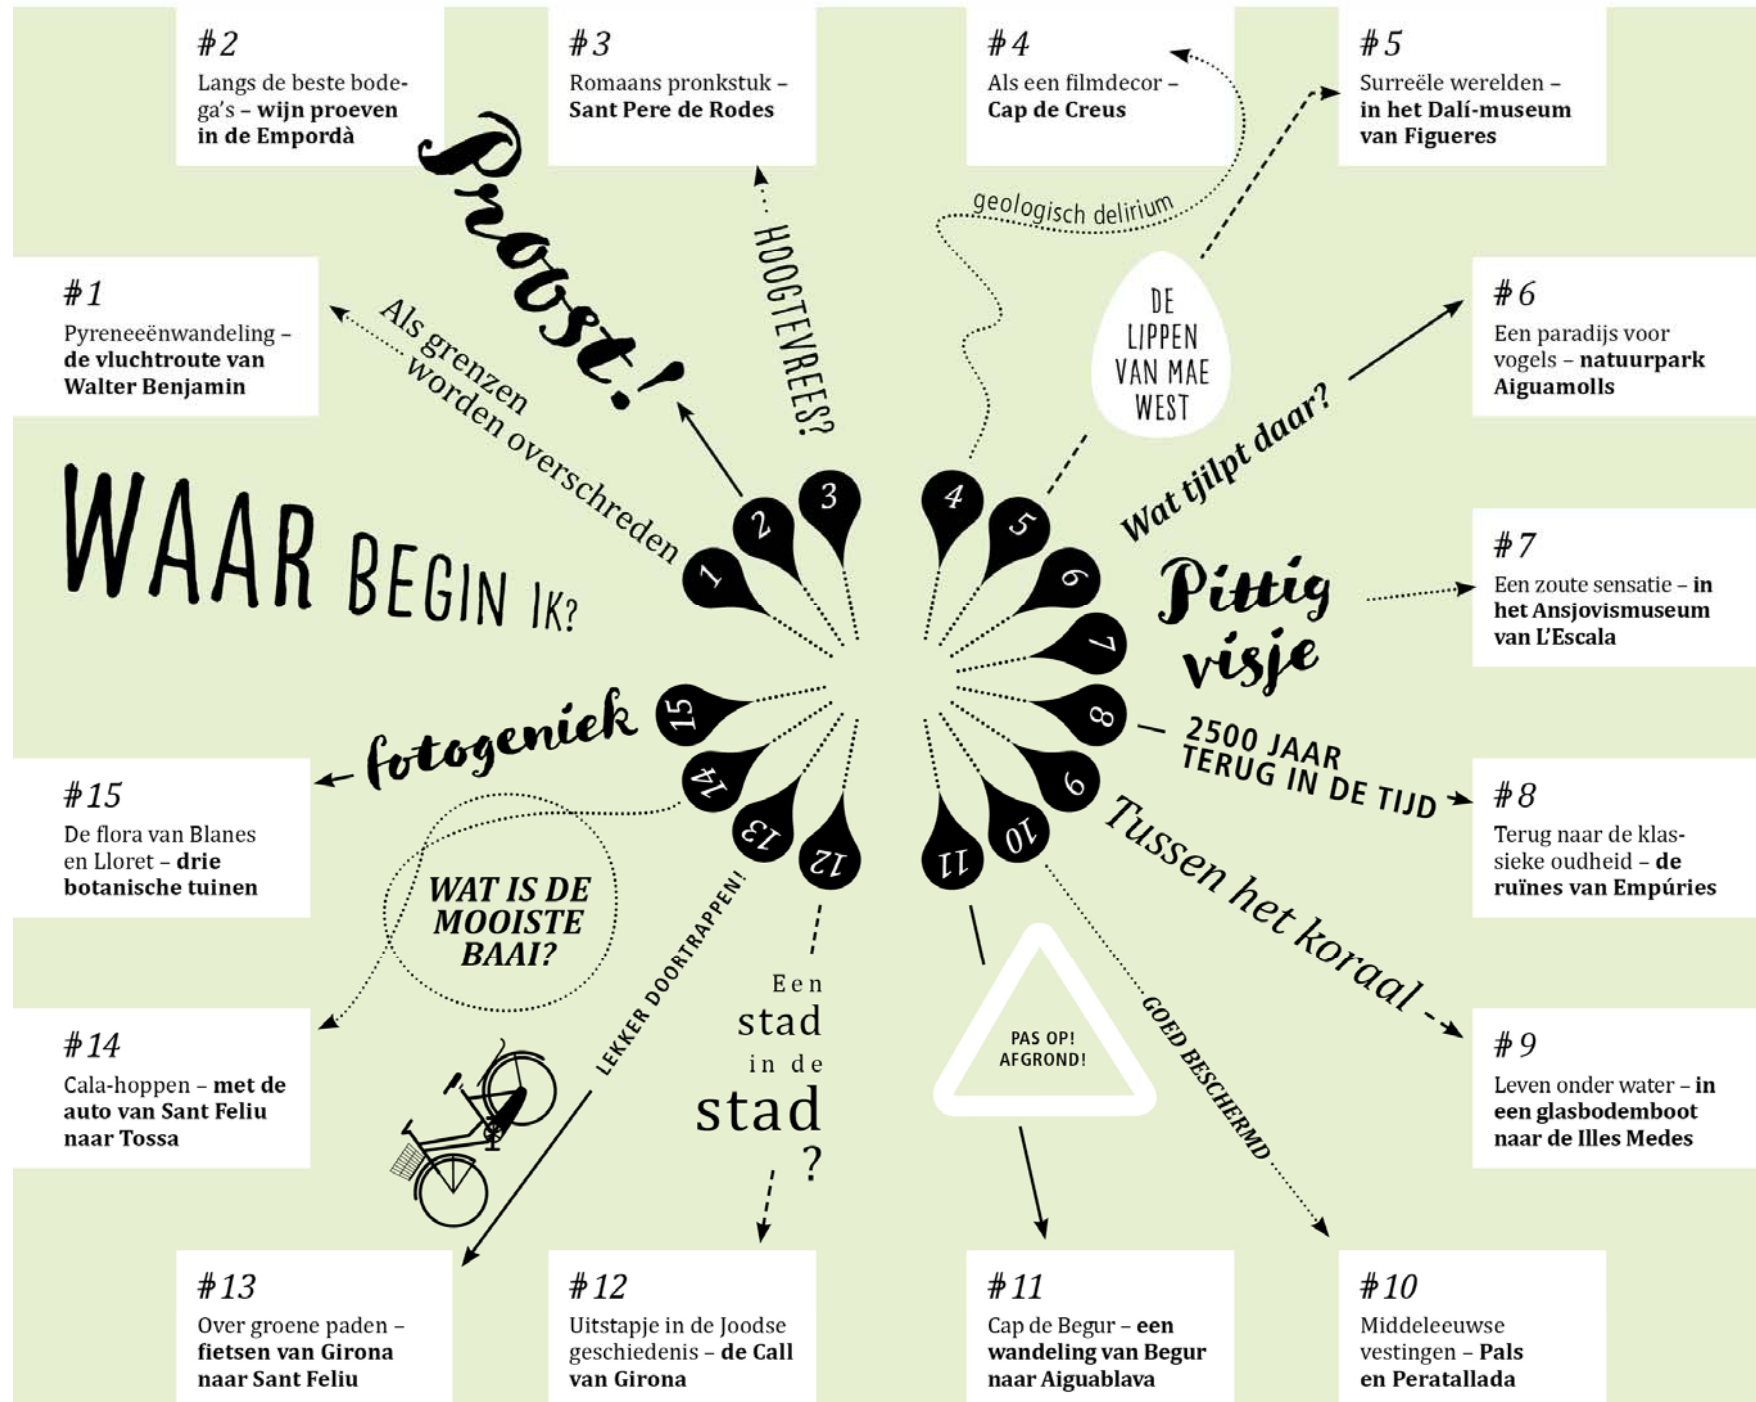 #2
Langs de beste bode-
ga's – wijn proeven
in de Empordà
#3
Romaans pronkstuk –
Sant Pere de Rodes
#4
Als een filmdecor –
Cap de Creus
#5
Surreële werelden –
in het Dalí-museum
van Figueres
#1
Pyreneeënwandeling –
de vluchtroute van
Walter Benjamin
Als grenzen
worden overschreden
Proost!
HOOGTEVREES?
geologisch delirium
DE
LIPPEN
VAN MAE
WEST
Wat tjilpt daar?
#6
Een paradijs voor
vogels – natuurpark
Aiguamolls
WAAR BEGIN IK?
1
2
3
4
5
6
7
8
9
10
11
12
13
14
15
Pittig
visje
#7
Een zoute sensatie – in
het Ansjovismuseum
van L'Escala
2500 JAAR
TERUG IN DE TIJD
#8
Terug naar de klas-
sieke oudheid – de
ruïnes van Empúries
fotogeniek
#15
De flora van Blanes
en Lloret – drie
botanische tuinen
WAT IS DE
MOOISTE
BAAI?
#14
Cala-hoppen – met de
auto van Sant Feliu
naar Tossa
LEKKER DOORTRAPPEN!
Een
stad
in de
stad
?
PAS OP!
AFGROND!
GOED BESCHERMD
Tussen het koraal
#9
Leven onder water – in
een glasbodemboot
naar de Illes Medes
#13
Over groene paden –
fietsen van Girona
naar Sant Feliu
#12
Uitstapje in de Joodse
geschiedenis – de Call
van Girona
#11
Cap de Begur – een
wandeling van Begur
naar Aiguablava
#10
Middeleeuwse
vestingen – Pals
en Peratallada